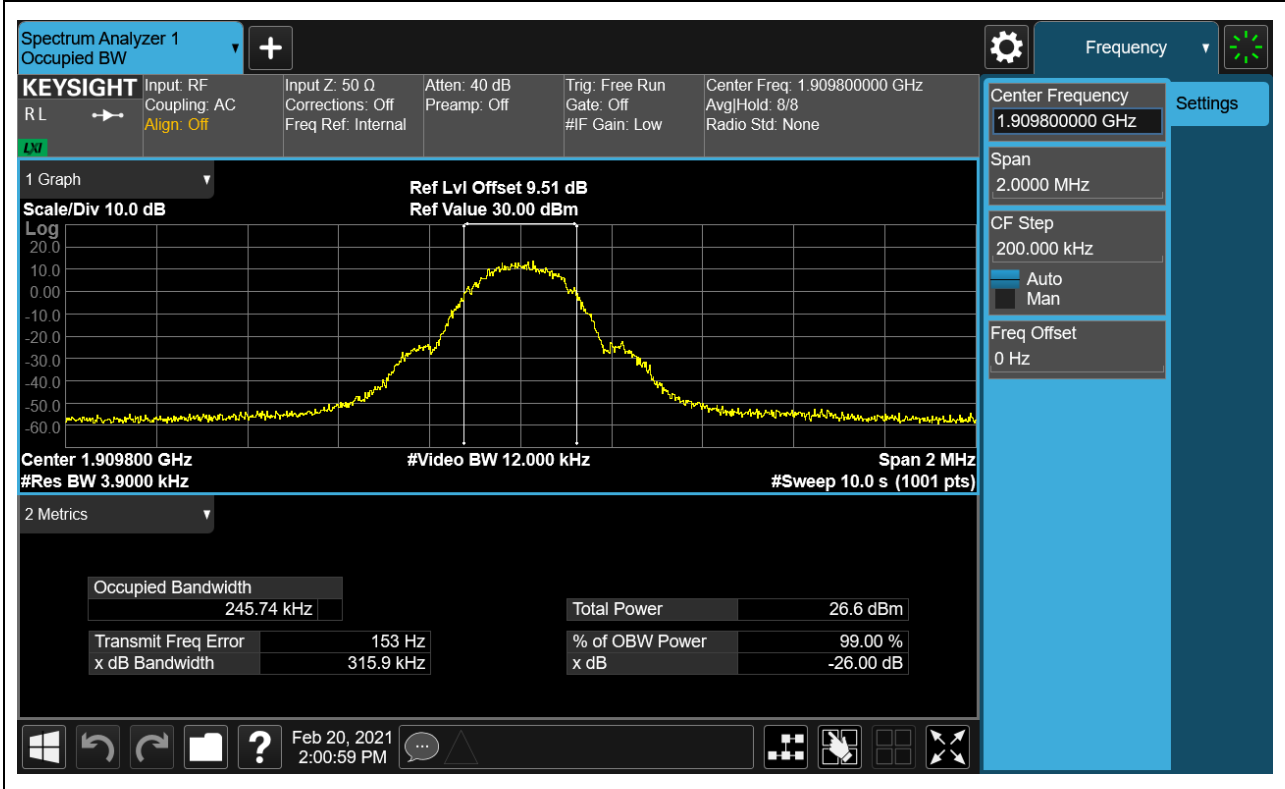 Spectrum Analyzer 1
Occupied BW
+
Frequency
KEYSIGHT
R L
LXI
Input: RF
Coupling: AC
Align: Off
Input Z: 50 Ω
Corrections: Off
Freq Ref: Internal
Atten: 40 dB
Preamp: Off
Trig: Free Run
Gate: Off
#IF Gain: Low
Center Freq: 1.909800000 GHz
Avg|Hold: 8/8
Radio Std: None
Center Frequency
1.909800000 GHz
Settings
Span
2.0000 MHz
CF Step
200.000 kHz
Auto
Man
Freq Offset
0 Hz
1 Graph
Ref Lvl Offset 9.51 dB
Scale/Div 10.0 dB
Ref Value 30.00 dBm
Log
20.0
10.0
0.00
-10.0
-20.0
-30.0
-40.0
-50.0
-60.0
Center 1.909800 GHz
#Video BW 12.000 kHz
Span 2 MHz
#Res BW 3.9000 kHz
#Sweep 10.0 s (1001 pts)
2 Metrics
Occupied Bandwidth
245.74 kHz
Total Power 26.6 dBm
Transmit Freq Error 153 Hz
% of OBW Power 99.00 %
x dB Bandwidth 315.9 kHz
x dB -26.00 dB
?
Feb 20, 2021
2:00:59 PM